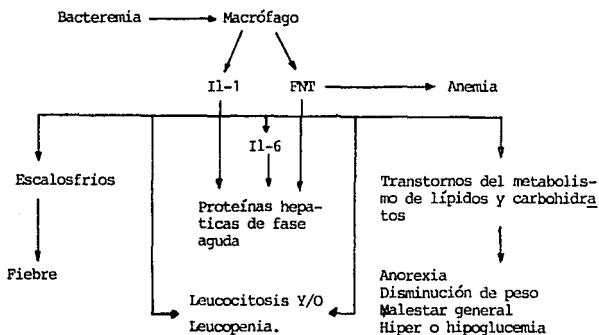 Bacteremia
Macrófago
Il-1
FNT
Anemia
Il-6
Escalosfrios
Proteínas hepa-
ticas de fase
aguda
Transtornos del metabolis-
mo de lípidos y carbohidra
tos
Fiebre
Leucocitosis Y/O
Leucopenia.
Anorexia
Disminución de peso
Malestar general
Hiper o hipoglucemia